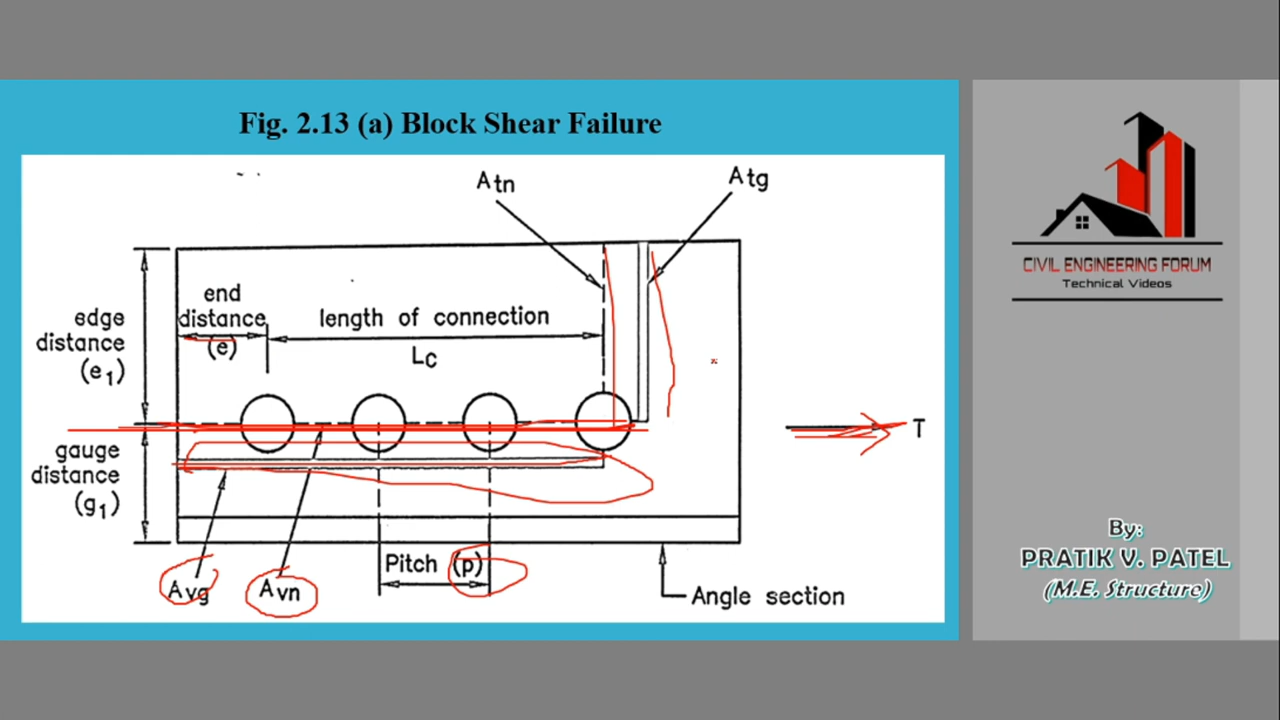 Fig. 2.13 (a) Block Shear Failure
Atn
Atg
end
distance
(e)
length of connection
Lc
edge
distance
(e1)
gauge
distance
(g1)
T
Pitch (p)
Avg
Avn
Angle section
CIVIL ENGINEERING FORUM
Technical Videos
By:
PRATIK V. PATEL
(M.E. Structure)